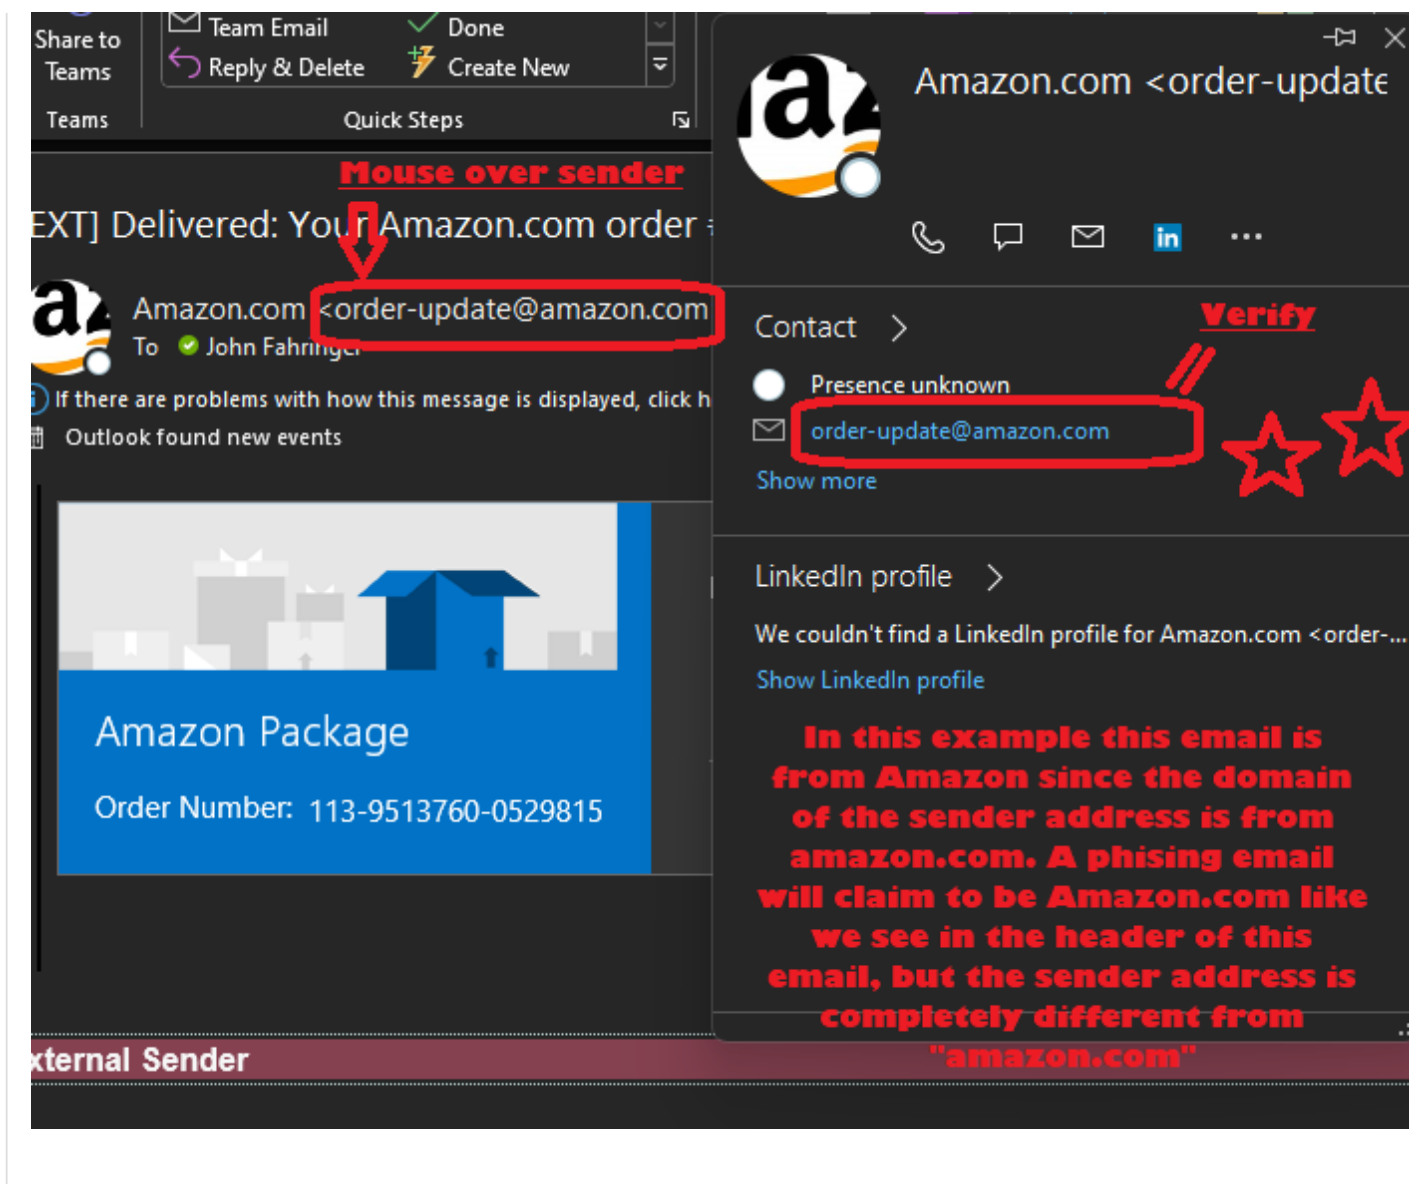 Share to
Teams
Teams
Team Email
Done
Reply & Delete
Create New
Quick Steps
Mouse over sender
EXT] Delivered: Your Amazon.com order
az
Amazon.com <order-update@amazon.com
To John Fahringer
If there are problems with how this message is displayed, click h
Outlook found new events
Amazon Package
Order Number: 113-9513760-0529815
xternal Sender
az
Amazon.com <order-update
in
...
Contact >
Verify
Presence unknown
order-update@amazon.com
Show more
LinkedIn profile >
We couldn't find a LinkedIn profile for Amazon.com <order-...
Show LinkedIn profile
In this example this email is
from Amazon since the domain
of the sender address is from
amazon.com. A phising email
will claim to be Amazon.com like
we see in the header of this
email, but the sender address is
completely different from
"amazon.com"